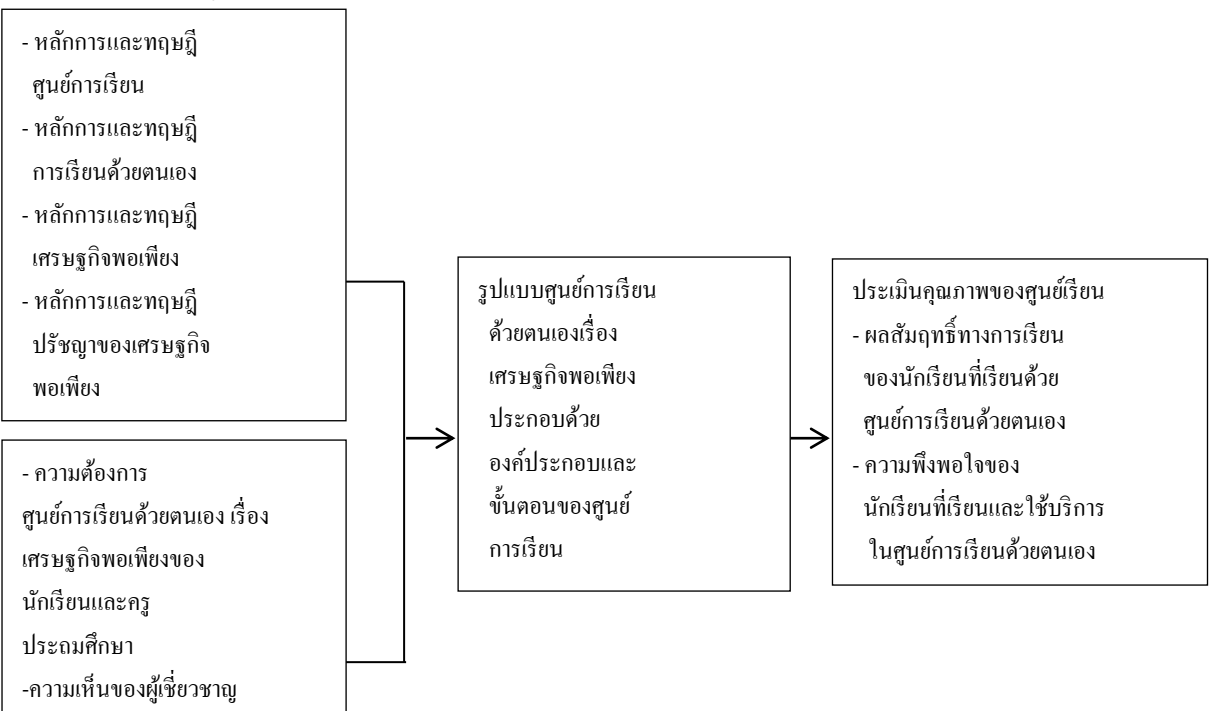 - หลักการและทฤษฎี
ศูนย์การเรียน
- หลักการและทฤษฎี
การเรียนด้วยตนเอง
- หลักการและทฤษฎี
เศรษฐกิจพอเพียง
- หลักการและทฤษฎี
ปรัชญาของเศรษฐกิจ
พอเพียง
- ความต้องการ
ศูนย์การเรียนด้วยตนเอง เรื่อง
เศรษฐกิจพอเพียงของ
นักเรียนและครู
ประถมศึกษา
-ความเห็นของผู้เชี่ยวชาญ
รูปแบบศูนย์การเรียน
ด้วยตนเองเรื่อง
เศรษฐกิจพอเพียง
ประกอบด้วย
องค์ประกอบและ
ขั้นตอนของศูนย์
การเรียน
ประเมินคุณภาพของศูนย์เรียน
- ผลสัมฤทธิ์ทางการเรียน
ของนักเรียนที่เรียนด้วย
ศูนย์การเรียนด้วยตนเอง
- ความพึงพอใจของ
นักเรียนที่เรียนและใช้บริการ
ในศูนย์การเรียนด้วยตนเอง